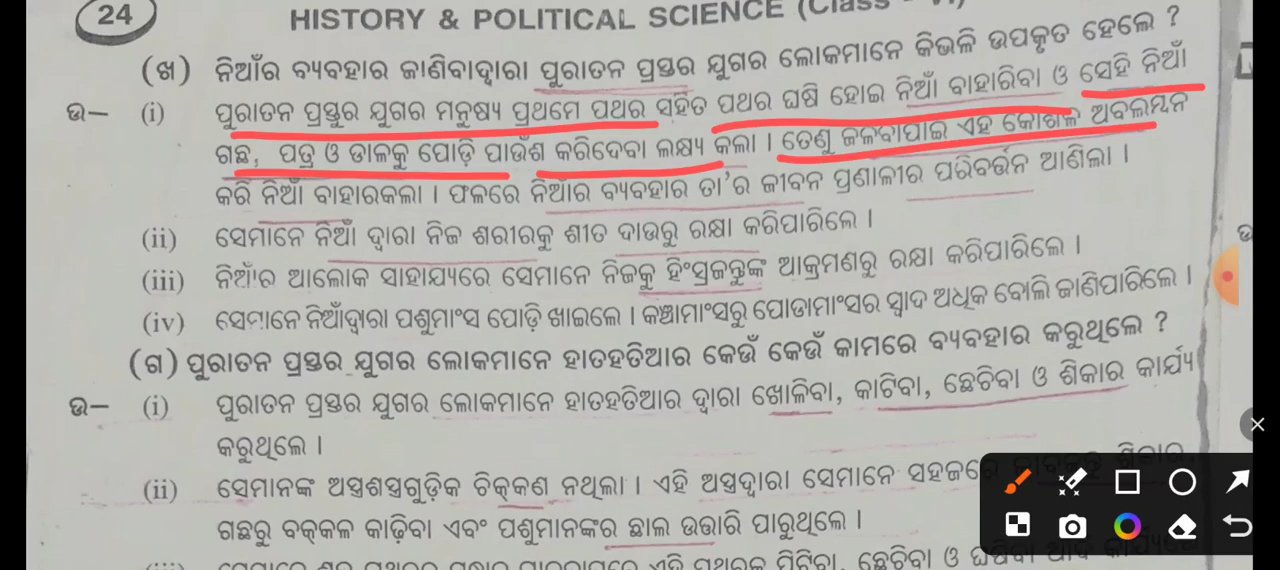 24 HISTORY & POLITICAL SCIENCE (Class - VI)
(ଖ) ନିଆଁର ବ୍ୟବହାର ଜାଣିବାଦ୍ୱାରା ପୁରାତନ ପ୍ରସ୍ତର ଯୁଗର ଲୋକମାନେ କିଭଳି ଉପକୃତ ହେଲେ ?
ଉ— (i) ପୁରାତନ ପ୍ରସ୍ତର ଯୁଗର ମନୁଷ୍ୟ ପ୍ରଥମେ ପଥର ସହିତ ପଥର ଘଷି ହୋଇ ନିଆଁ ବାହାରିବା ଓ ସେହି ନିଆଁ
ଗଛ, ପତ୍ର ଓ ଡାଳକୁ ପୋଡ଼ି ପାଉଁଶ କରିଦେବା ଲକ୍ଷ୍ୟ କଲା । ତେଣୁ ଜଳବାପାଇ ଏହ କୌଶଳ ଅବଲମ୍ବନ
କରି ନିଆଁ ବାହାରକଲା । ଫଳରେ ନିଆଁର ବ୍ୟବହାର ତା'ର ଜୀବନ ପ୍ରଣାଳୀର ପରିବର୍ତ୍ତନ ଆଣିଲା ।
(ii) ସେମାନେ ନିଆଁ ଦ୍ୱାରା ନିଜ ଶରୀରକୁ ଶୀତ ଦାଉରୁ ରକ୍ଷା କରିପାରିଲେ ।
(iii) ନିଆଁର ଆଲୋକ ସାହାଯ୍ୟରେ ସେମାନେ ନିଜକୁ ହିଂସ୍ରଜନ୍ତୁଙ୍କ ଆକ୍ରମଣରୁ ରକ୍ଷା କରିପାରିଲେ ।
(iv) ସେମାନେ ନିଆଁଦ୍ୱାରା ପଶୁମାଂସ ପୋଡ଼ି ଖାଇଲେ । କଞ୍ଚାମାଂସରୁ ପୋଡାମାଂସର ସ୍ୱାଦ ଅଧିକ ବୋଲି ଜାଣିପାରିଲେ ।
(ଗ) ପୁରାତନ ପ୍ରସ୍ତର ଯୁଗର ଲୋକମାନେ ହାତହତିଆର କେଉଁ କେଉଁ କାମରେ ବ୍ୟବହାର କରୁଥିଲେ ?
ଉ— (i) ପୁରାତନ ପ୍ରସ୍ତର ଯୁଗର ଲୋକମାନେ ହାତହତିଆର ଦ୍ୱାରା ଖୋଳିବା, କାଟିବା, ଛେଚିବା ଓ ଶିକାର କାର୍ଯ୍ୟ
କରୁଥିଲେ ।
(ii) ସେମାନଙ୍କ ଅସ୍ତ୍ରଶସ୍ତ୍ରଗୁଡ଼ିକ ଚିକ୍କଣ ନଥିଲା । ଏହି ଅସ୍ତ୍ରଦ୍ୱାରା ସେମାନେ ସହଜରେ ଶିକାର,
ଗଛରୁ ବକ୍କଳ କାଢ଼ିବା ଏବଂ ପଶୁମାନଙ୍କର ଛାଲ ଉତ୍ତାରି ପାରୁଥିଲେ ।
ପଥରକୁ ପିଟିବା, ଛେଚିବା ଓ